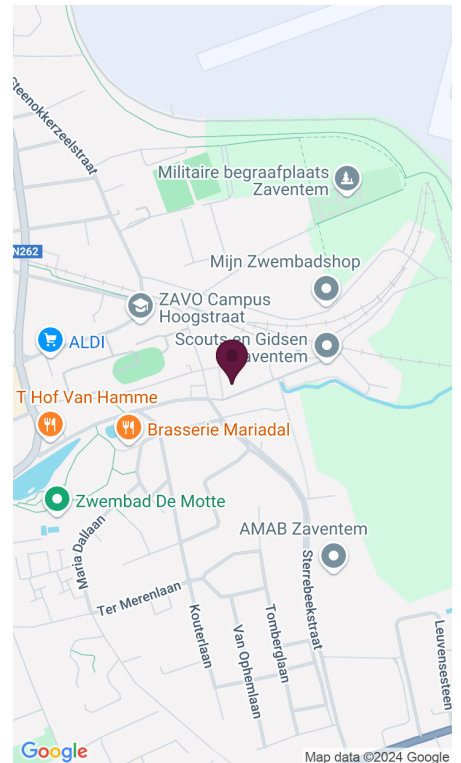 Steenokkerzeelstraat
Militaire begraafplaats
Zaventem
N262
Mijn Zwembadshop
ZAVO Campus
Hoogstraat
Scouts en Gidsen
Zaventem
ALDI
T Hof Van Hamme
Brasserie Mariadal
Zwembad De Motte
AMAB Zaventem
Maria Dallaan
Sterrebeekstraat
Ter Merenlaan
Kouterlaan
Van Ophemlaan
Tomberglaan
Leuvensesteen
Google
Map data ©2024 Google